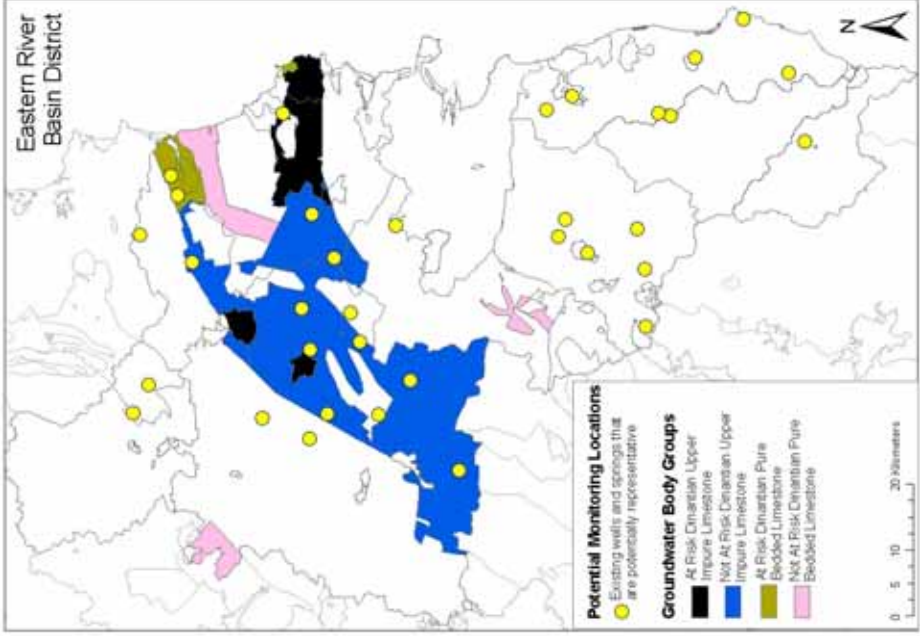 Eastern River
Basin District
N
Potential Monitoring Locations
Existing wells and springs that
are potentially representative
Groundwater Body Groups
At Risk Dinantian Upper
Impure Limestone
Not At Risk Dinantian Upper
Impure Limestone
At Risk Dinantian Pure
Bedded Limestone
Not At Risk Dinantian Pure
Bedded Limestone
0 5 10 20 Kilometers